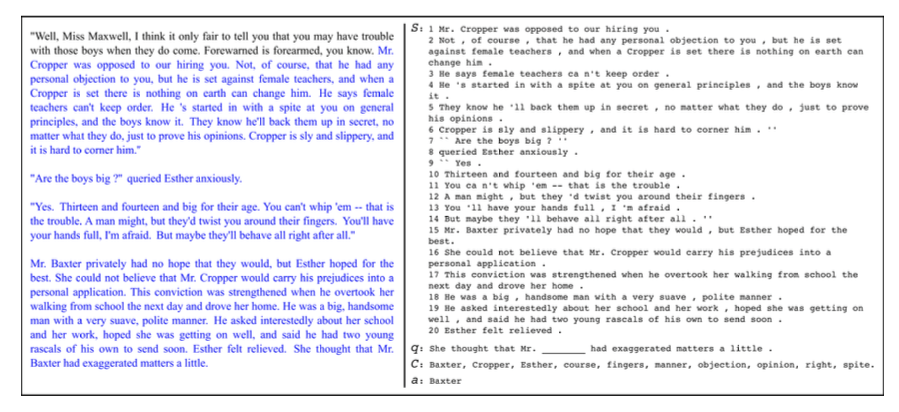 "Well, Miss Maxwell, I think it only fair to tell you that you may have trouble
with those boys when they do come. Forewarned is forearmed, you know. Mr.
Cropper was opposed to our hiring you. Not, of course, that he had any
personal objection to you, but he is set against female teachers, and when a
Cropper is set there is nothing on earth can change him. He says female
teachers can't keep order. He 's started in with a spite at you on general
principles, and the boys know it. They know he'll back them up in secret, no
matter what they do, just to prove his opinions. Cropper is sly and slippery, and
it is hard to corner him."
"Are the boys big ?" queried Esther anxiously.
"Yes. Thirteen and fourteen and big for their age. You can't whip 'em -- that is
the trouble. A man might, but they'd twist you around their fingers. You'll have
your hands full, I'm afraid. But maybe they'll behave all right after all."
Mr. Baxter privately had no hope that they would, but Esther hoped for the
best. She could not believe that Mr. Cropper would carry his prejudices into a
personal application. This conviction was strengthened when he overtook her
walking from school the next day and drove her home. He was a big, handsome
man with a very suave, polite manner. He asked interestedly about her school
and her work, hoped she was getting on well, and said he had two young
rascals of his own to send soon. Esther felt relieved. She thought that Mr.
Baxter had exaggerated matters a little.
S: 1 Mr. Cropper was opposed to our hiring you .
2 Not , of course , that he had any personal objection to you , but he is set
against female teachers , and when a Cropper is set there is nothing on earth can
change him .
3 He says female teachers ca n't keep order .
4 He 's started in with a spite at you on general principles , and the boys know
it .
5 They know he 'll back them up in secret , no matter what they do , just to prove
his opinions .
6 Cropper is sly and slippery , and it is hard to corner him . ''
7 `` Are the boys big ? ''
8 queried Esther anxiously .
9 `` Yes .
10 Thirteen and fourteen and big for their age .
11 You ca n't whip 'em -- that is the trouble .
12 A man might , but they 'd twist you around their fingers .
13 You 'll have your hands full , I 'm afraid .
14 But maybe they 'll behave all right after all . ''
15 Mr. Baxter privately had no hope that they would , but Esther hoped for the
best.
16 She could not believe that Mr. Cropper would carry his prejudices into a
personal application .
17 This conviction was strengthened when he overtook her walking from school the
next day and drove her home .
18 He was a big , handsome man with a very suave , polite manner .
19 He asked interestedly about her school and her work , hoped she was getting on
well , and said he had two young rascals of his own to send soon .
20 Esther felt relieved .
q: She thought that Mr. ________ had exaggerated matters a little .
C: Baxter, Cropper, Esther, course, fingers, manner, objection, opinion, right, spite.
a: Baxter